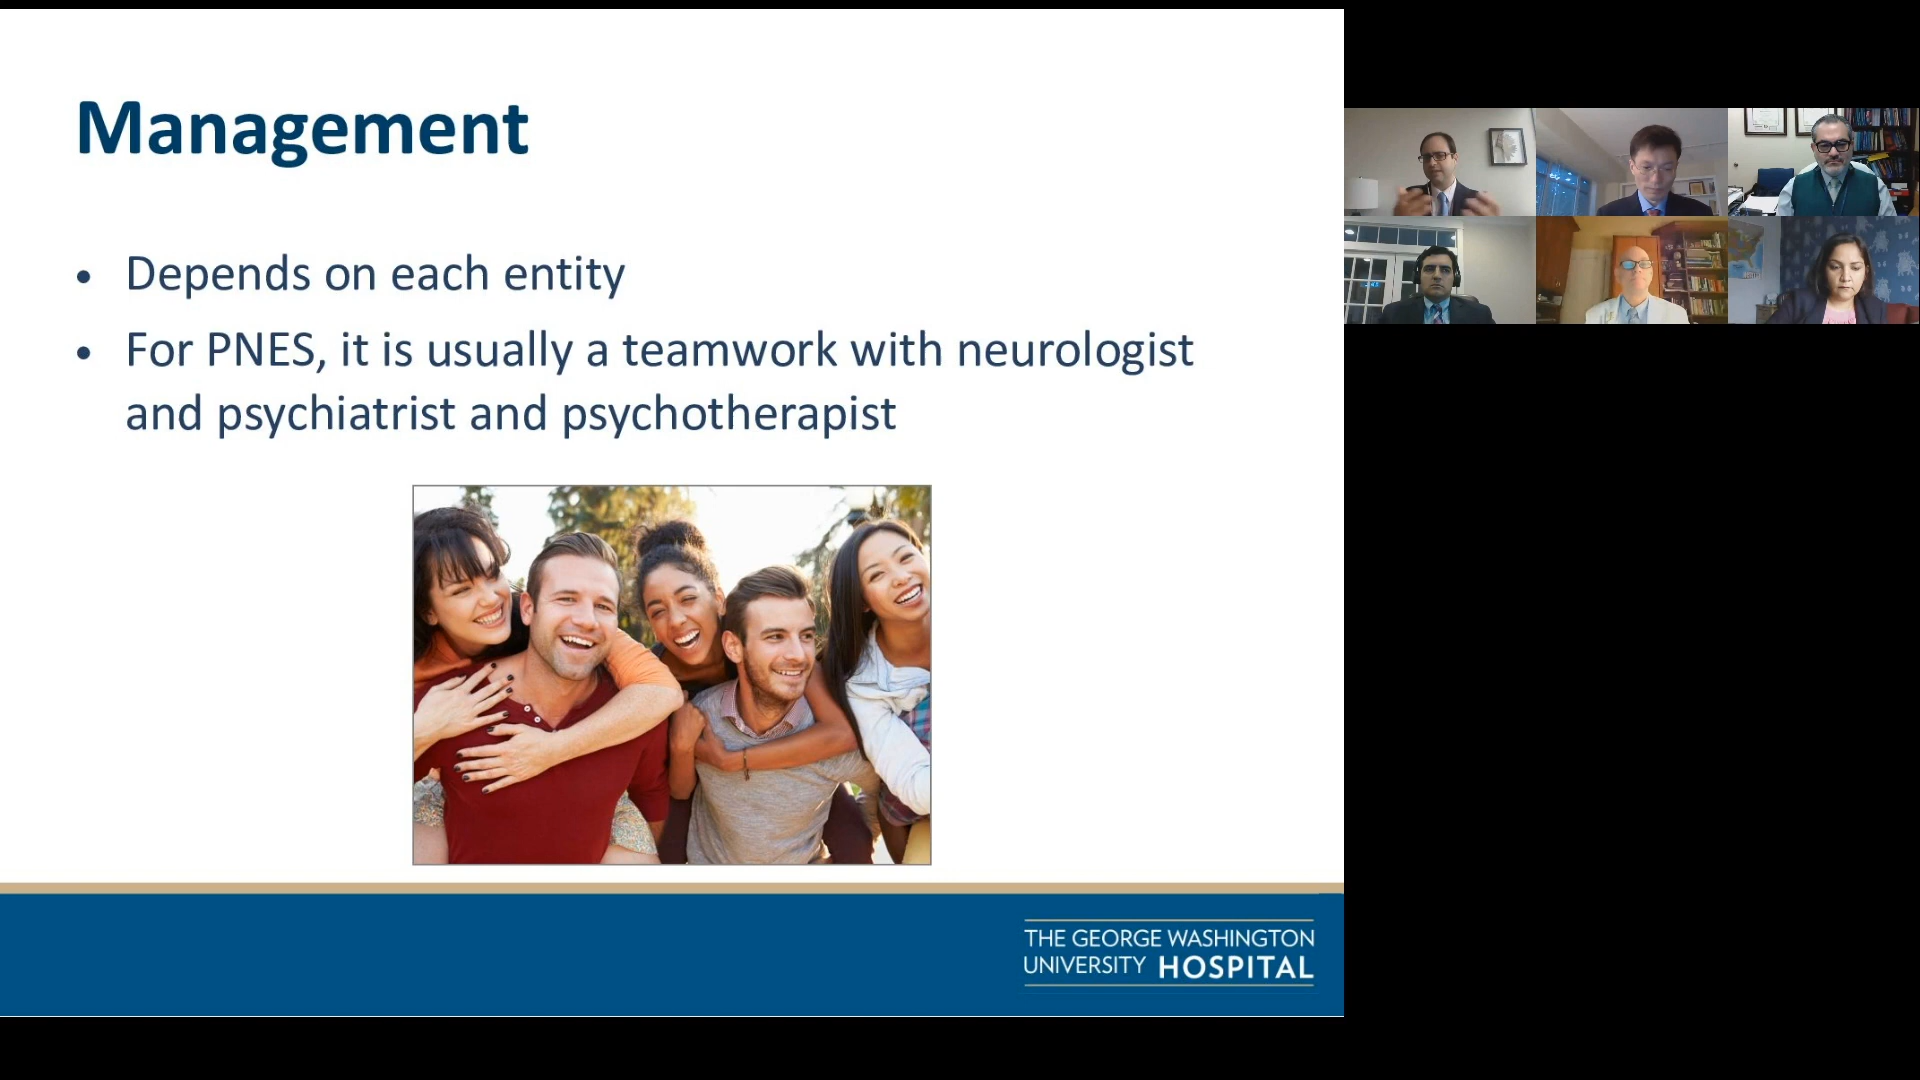 Management
• Depends on each entity
• For PNES, it is usually a teamwork with neurologist
and psychiatrist and psychotherapist
THE GEORGE WASHINGTON
UNIVERSITY HOSPITAL